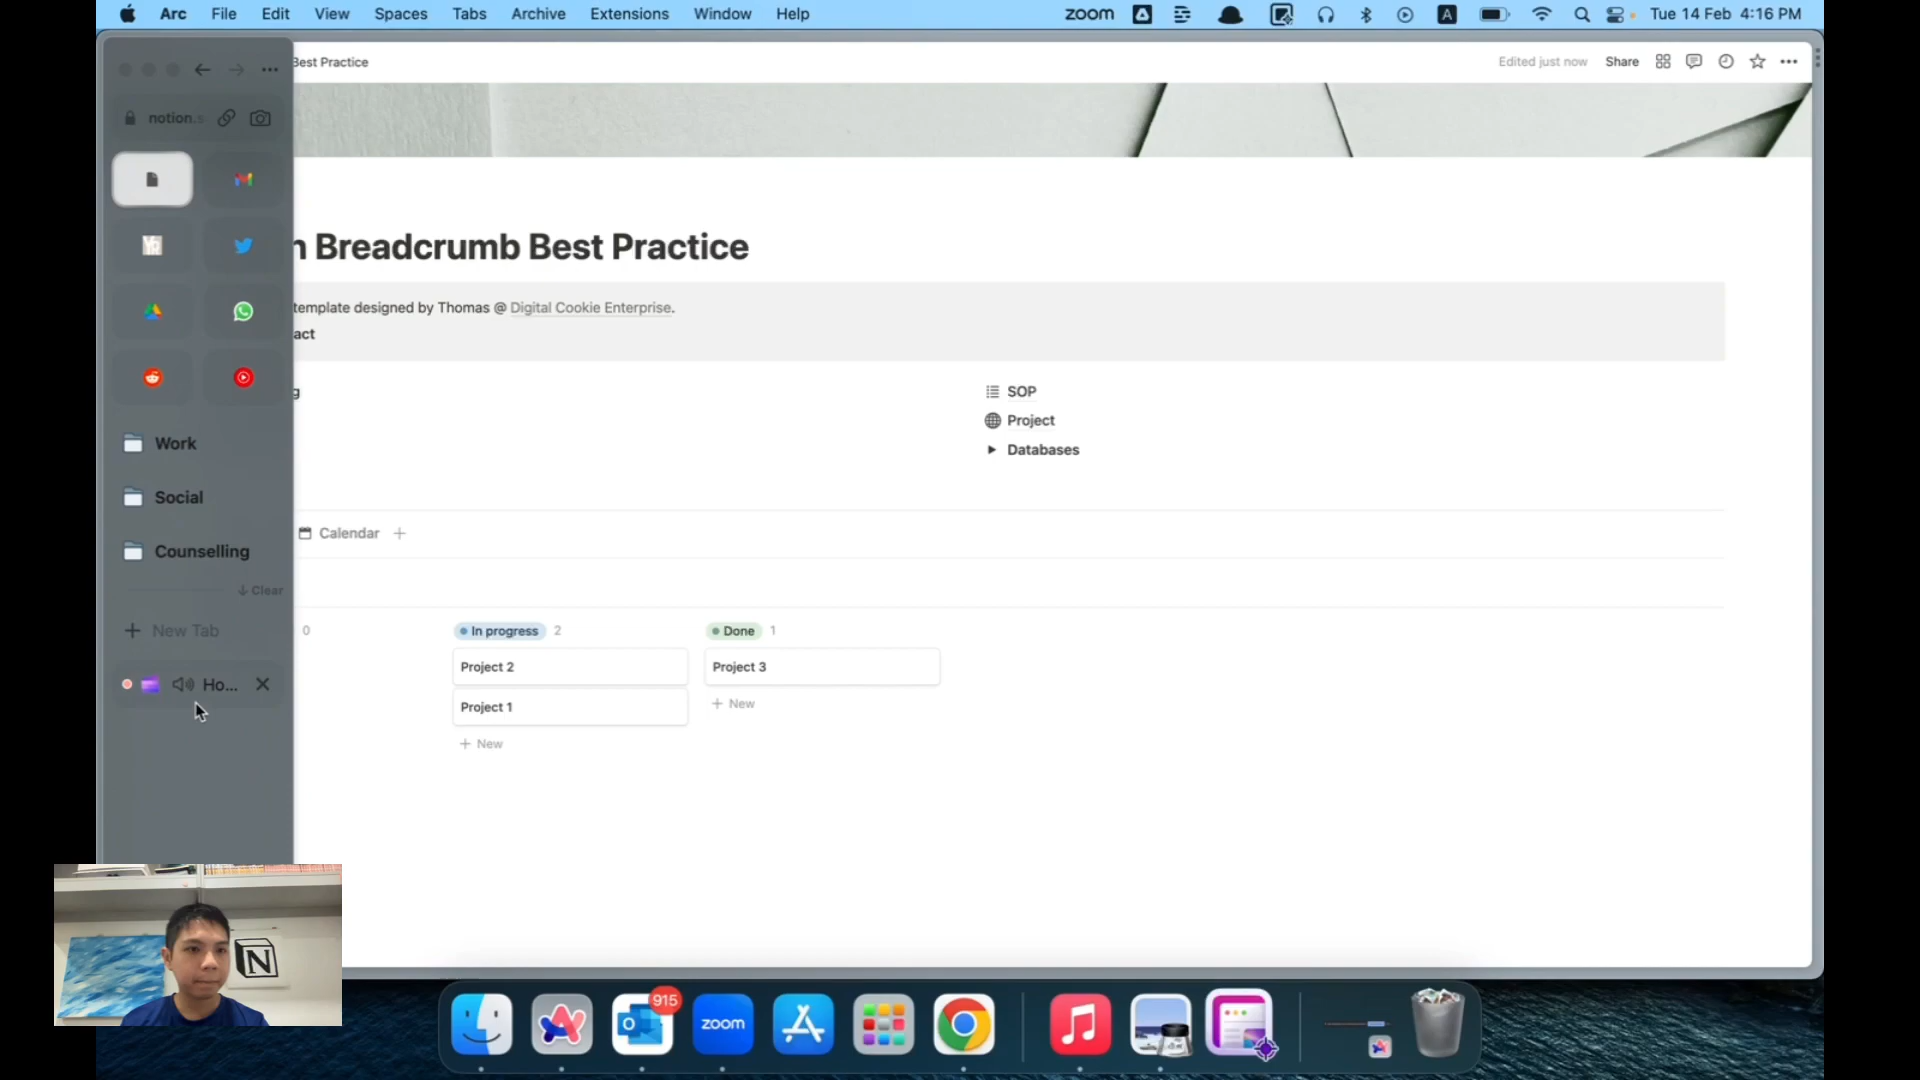 Arc File Edit View Spaces Tabs Archive Extensions Window Help
zoom A Tue 14 Feb 4:16 PM
Best Practice
Edited just now Share
notion.s
n Breadcrumb Best Practice
template designed by Thomas @ Digital Cookie Enterprise.
act
g
SOP
Project
Databases
Work
Social
Counselling
Clear
New Tab
Ho...
Calendar
0
In progress 2
Project 2
Project 1
New
Done 1
Project 3
New
N
915
zoom